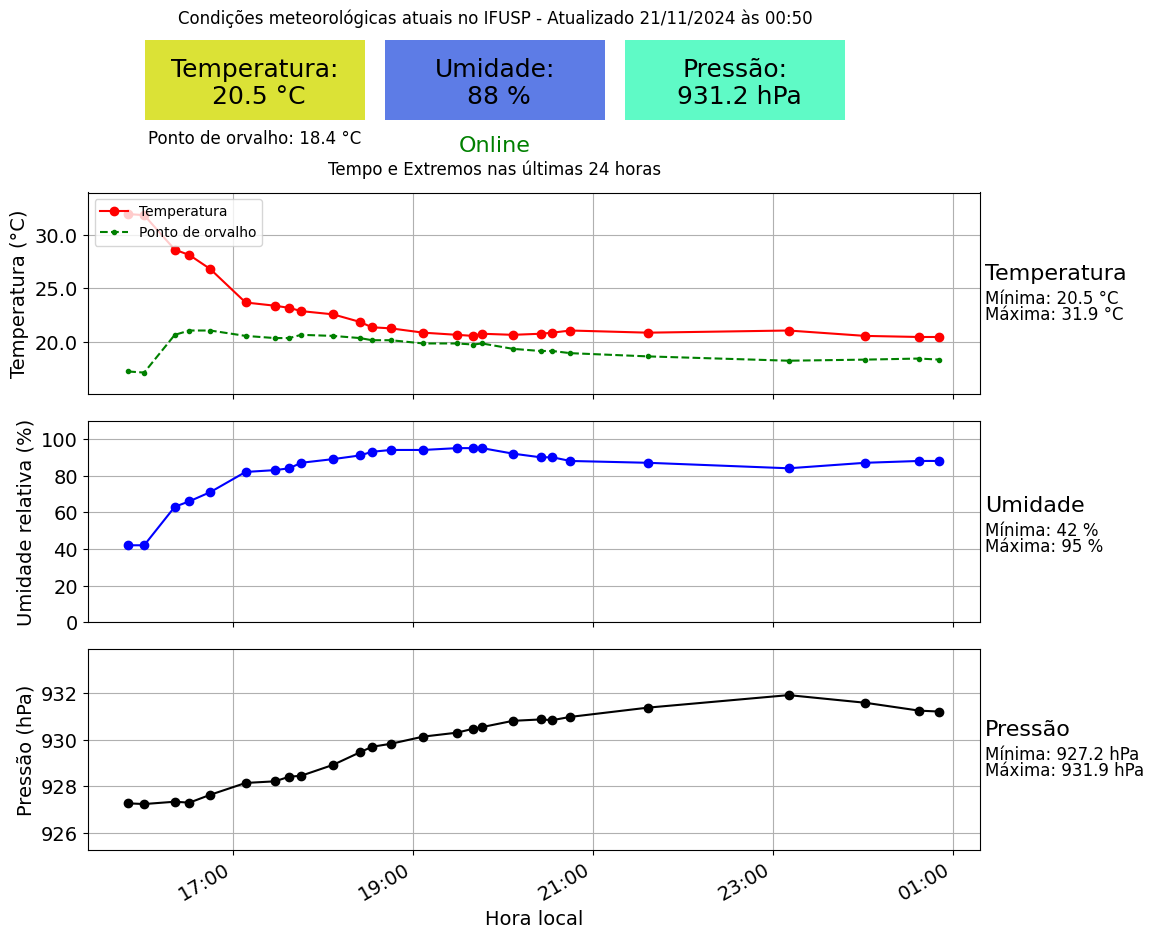 Condições meteorológicas atuais no IFUSP - Atualizado 21/11/2024 às 00:50
Temperatura:
20.5 °C
Umidade:
88 %
Pressão:
931.2 hPa
Ponto de orvalho: 18.4 °C
Online
Tempo e Extremos nas últimas 24 horas
Temperatura
Ponto de orvalho
Temperatura (°C)
30.0
25.0
20.0
Temperatura
Mínima: 20.5 °C
Máxima: 31.9 °C
Umidade relativa (%)
100
80
60
40
20
0
Umidade
Mínima: 42 %
Máxima: 95 %
Pressão (hPa)
932
930
928
926
Pressão
Mínima: 927.2 hPa
Máxima: 931.9 hPa
17:00
19:00
21:00
23:00
01:00
Hora local